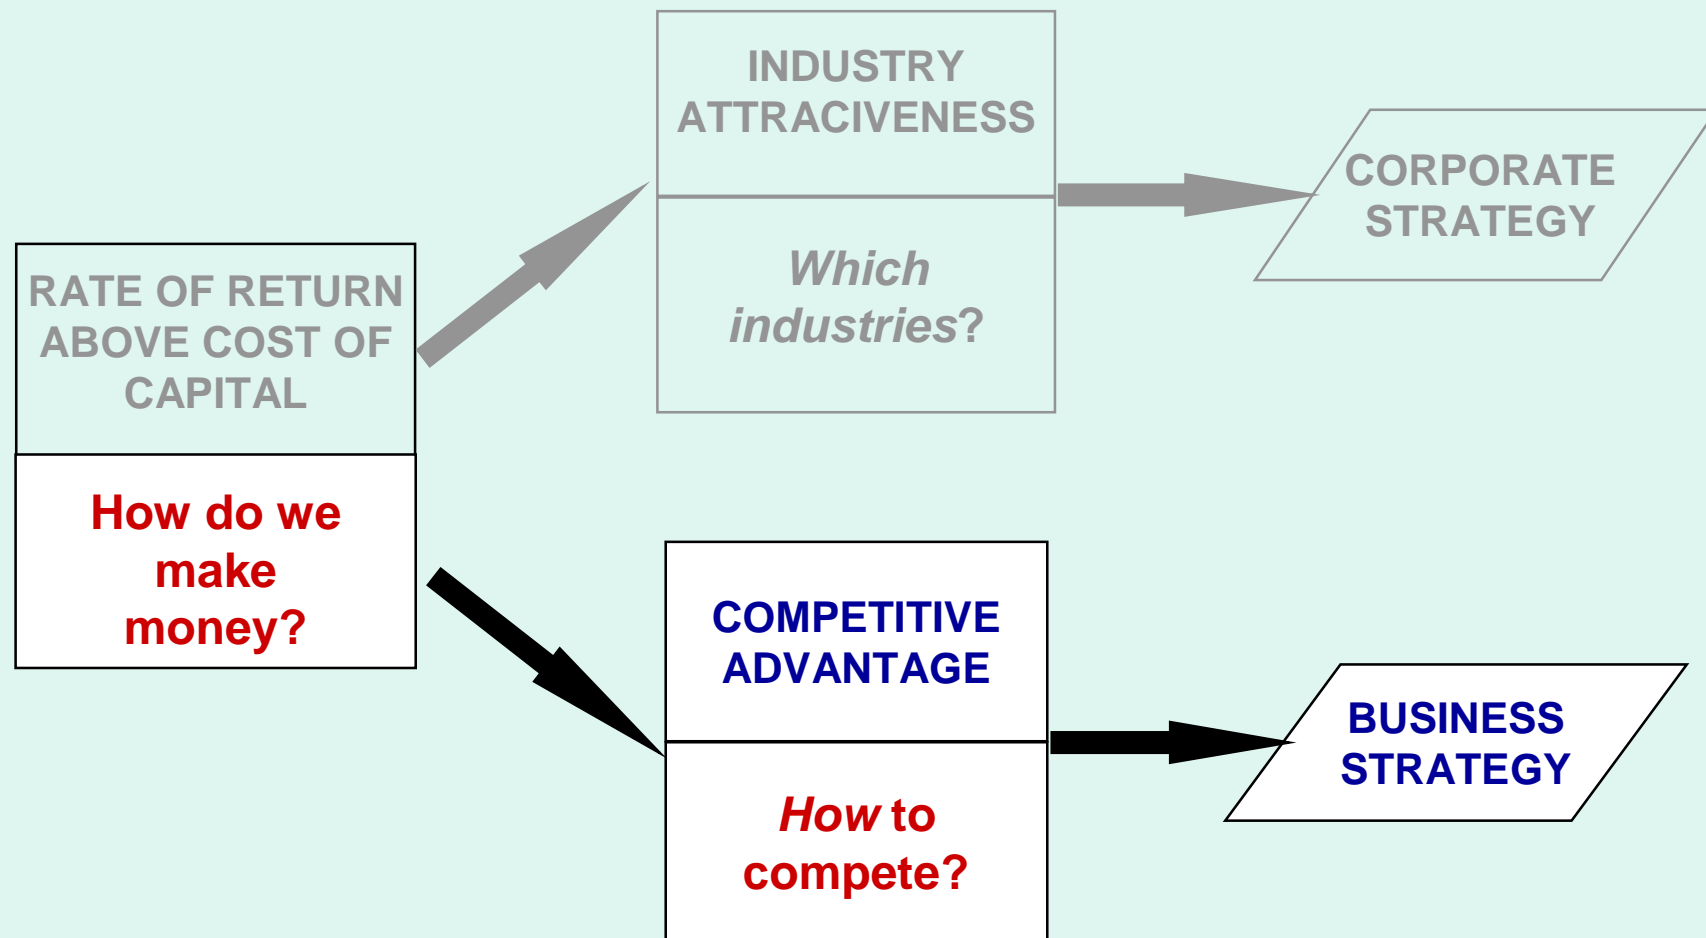 INDUSTRY
ATTRACIVENESS
Which
industries?
CORPORATE
STRATEGY
RATE OF RETURN
ABOVE COST OF
CAPITAL
How do we
make
money?
COMPETITIVE
ADVANTAGE
How to
compete?
BUSINESS
STRATEGY